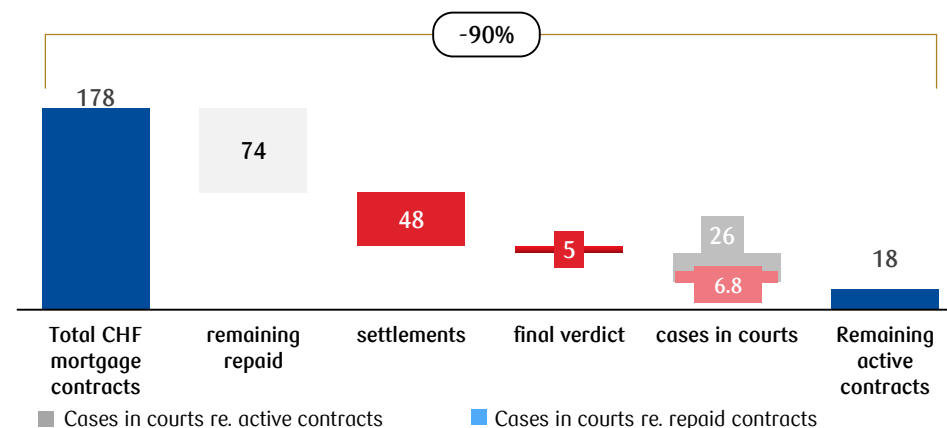 -90%
178
74
48
5
26
6.8
18
Total CHF
mortgage
contracts
remaining
repaid
settlements
final verdict
cases in courts
Remaining
active
contracts
Cases in courts re. active contracts
Cases in courts re. repaid contracts